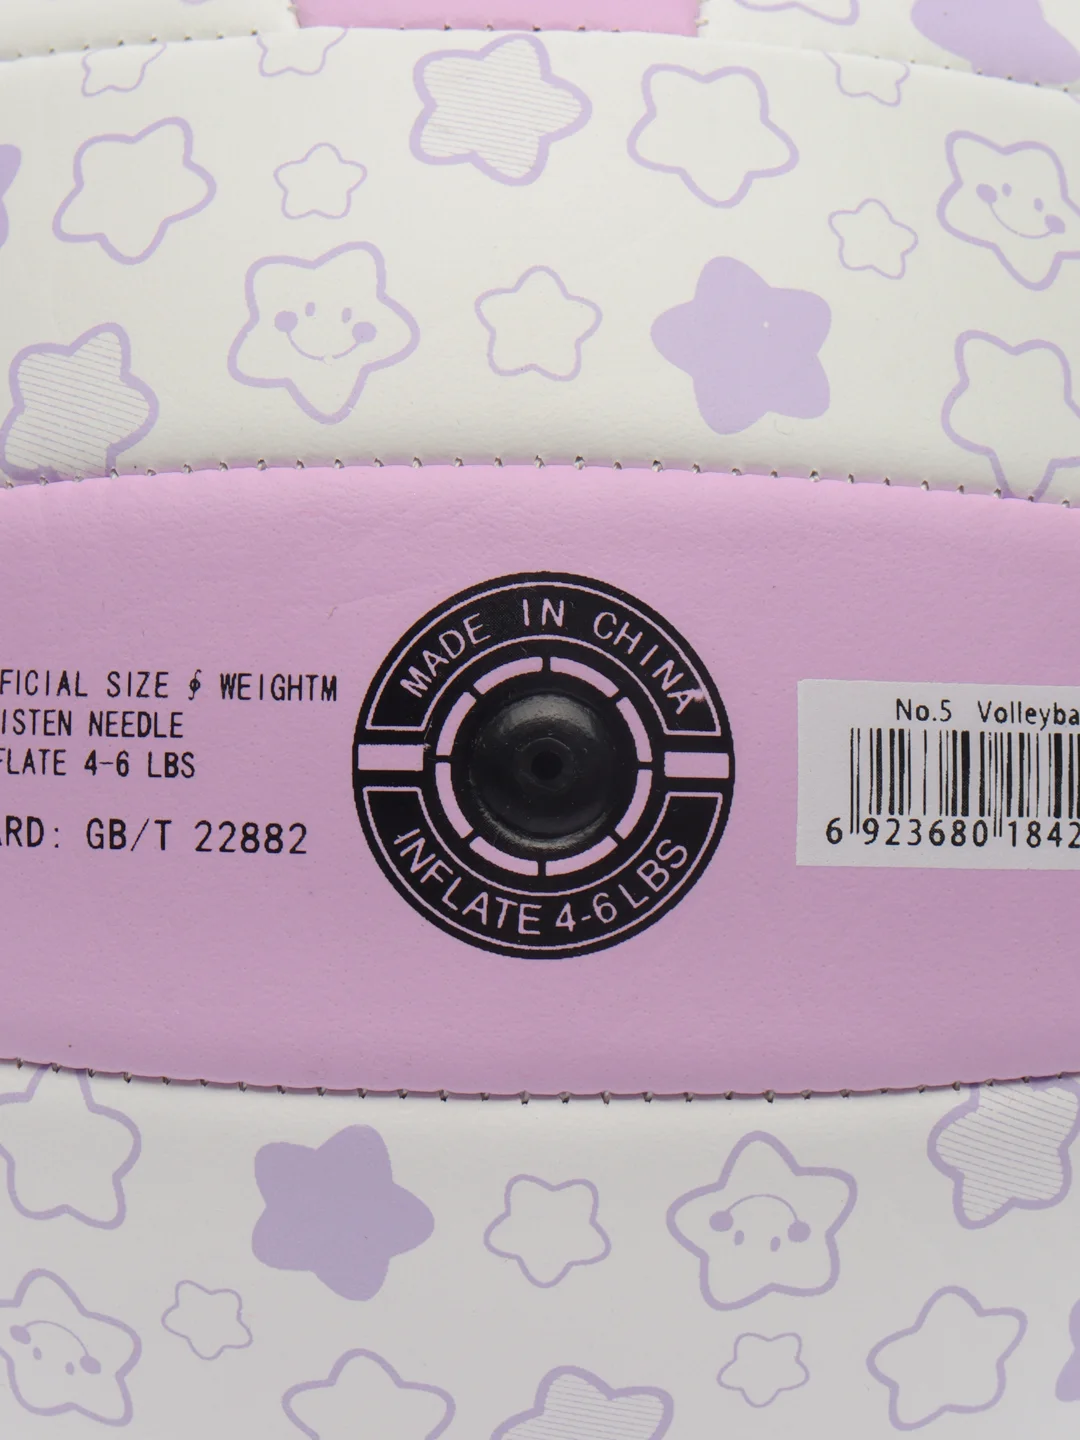 FICIAL SIZE ∮ WEIGHTM
ISTEN NEEDLE
FLATE 4-6 LBS
ARD: GB/T 22882
MADE IN CHINA
INFLATE 4-6 LBS
No.5 Volleyba
6 923680 1842